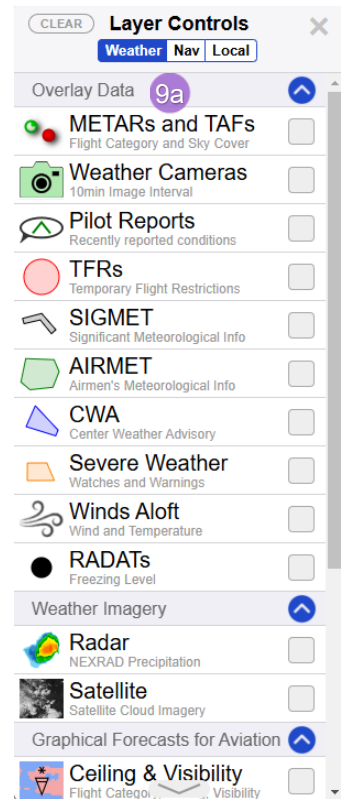 CLEAR Layer Controls ×
Weather Nav Local
Overlay Data 9a
METARs and TAFs
Flight Category and Sky Cover
Weather Cameras
10min Image Interval
Pilot Reports
Recently reported conditions
TFRs
Temporary Flight Restrictions
SIGMET
Significant Meteorological Info
AIRMET
Airmen's Meteorological Info
CWA
Center Weather Advisory
Severe Weather
Watches and Warnings
Winds Aloft
Wind and Temperature
RADATs
Freezing Level
Weather Imagery
Radar
NEXRAD Precipitation
Satellite
Satellite Cloud Imagery
Graphical Forecasts for Aviation
Ceiling & Visibility
Flight Category, Visibility